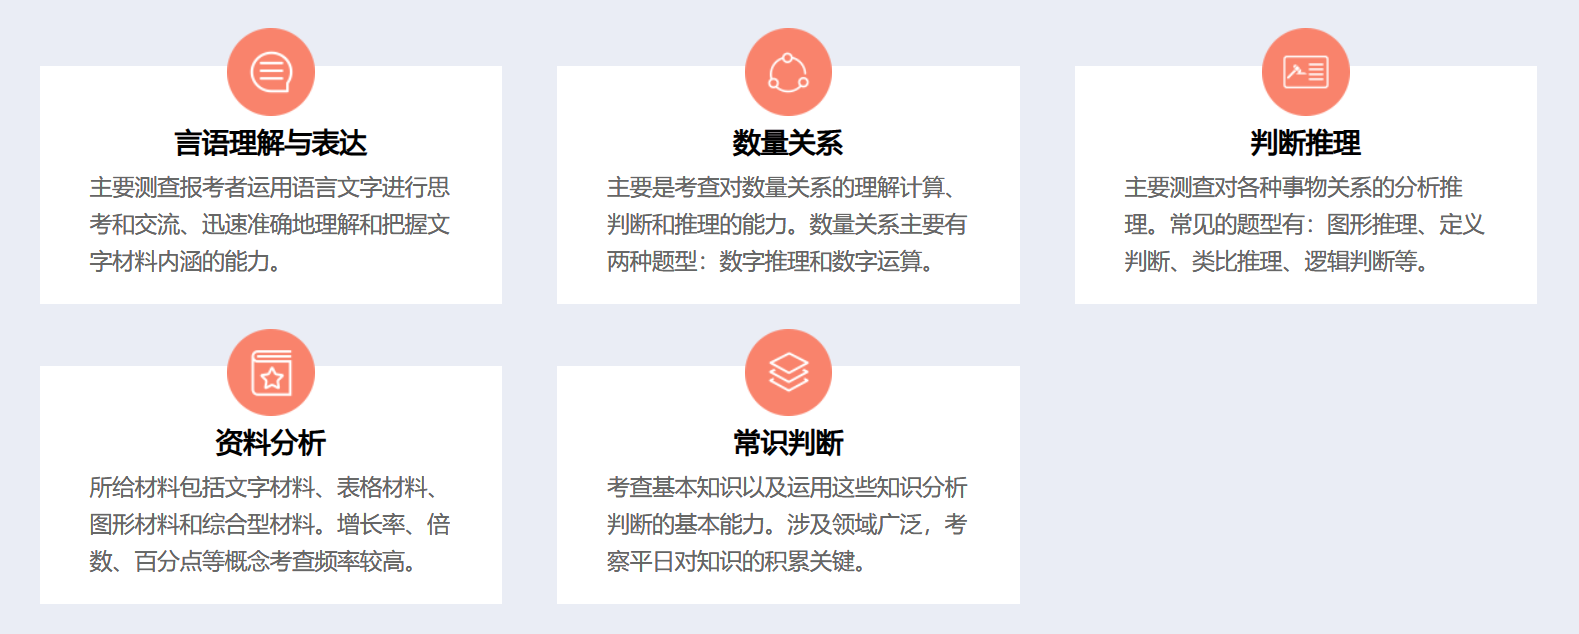 言语理解与表达
主要测查报考者运用语言文字进行思
考和交流、迅速准确地理解和把握文
字材料内涵的能力。
数量关系
主要是考查对数量关系的理解计算、
判断和推理的能力。数量关系主要有
两种题型：数字推理和数字运算。
判断推理
主要测查对各种事物关系的分析推
理。常见的题型有：图形推理、定义
判断、类比推理、逻辑判断等。
资料分析
所给材料包括文字材料、表格材料、
图形材料和综合型材料。增长率、倍
数、百分点等概念考查频率较高。
常识判断
考查基本知识以及运用这些知识分析
判断的基本能力。涉及领域广泛，考
察平日对知识的积累关键。